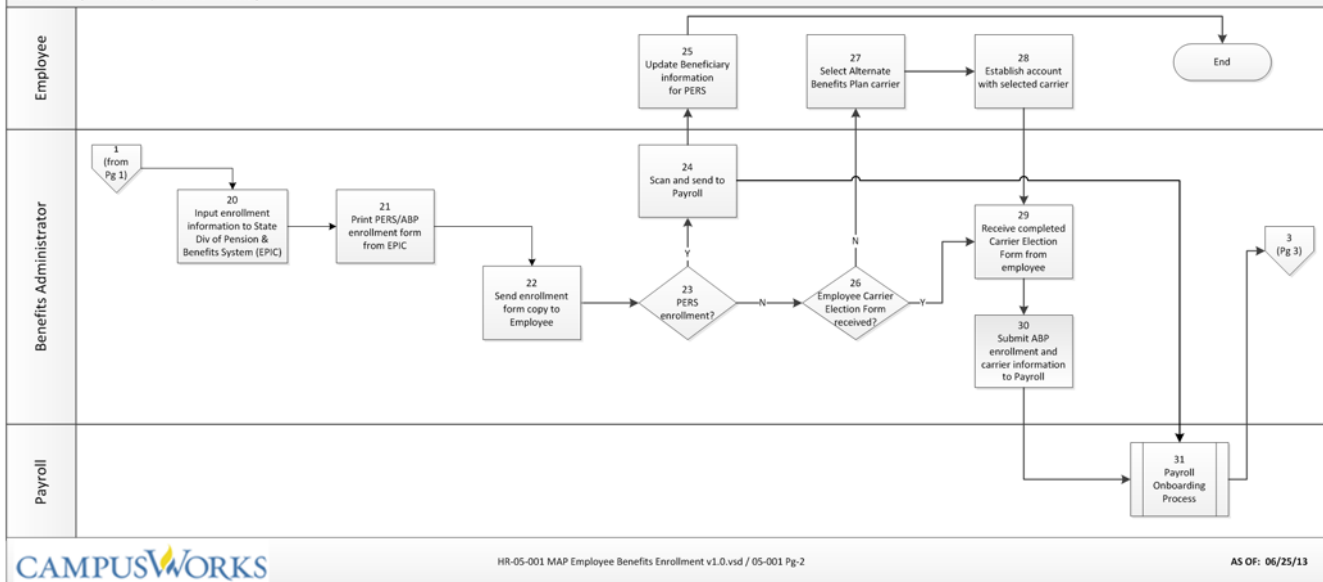 Employee
25
Update Beneficiary
information
for PERS
27
Select Alternate
Benefits Plan carrier
28
Establish account
with selected carrier
End
Benefits Administrator
1
(from
Pg 1)
20
Input enrollment
information to State
Div of Pension &
Benefits System (EPIC)
21
Print PERS/ABP
enrollment form
from EPIC
22
Send enrollment
form copy to
Employee
23
PERS
enrollment?
Y
N
24
Scan and send to
Payroll
26
Employee Carrier
Election Form
received?
N
Y
29
Receive completed
Carrier Election
Form from
employee
30
Submit ABP
enrollment and
carrier information
to Payroll
3
(Pg 3)
Payroll
31
Payroll
Onboarding
Process
CAMPUSWORKS
HR-05-001 MAP Employee Benefits Enrollment v1.0.vsd / 05-001 Pg-2
AS OF: 06/25/13